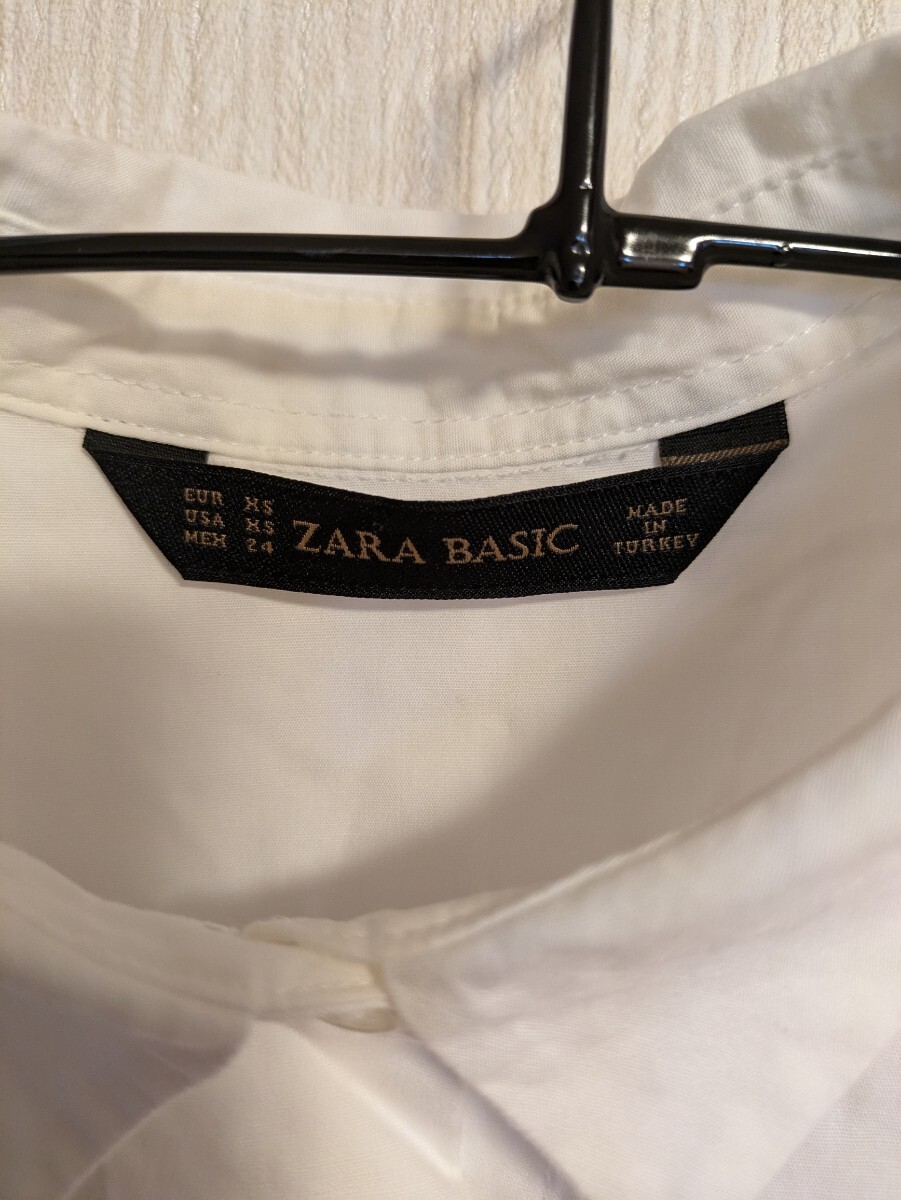 EUR XS
USA XS
MEX 24
ZARA BASIC
MADE
IN
TURKEY